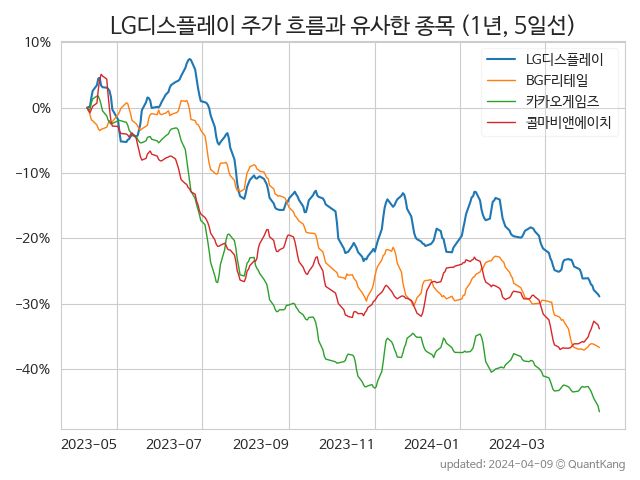 LG디스플레이 주가 흐름과 유사한 종목 (1년, 5일선)
LG디스플레이
BGF리테일
카카오게임즈
콜마비앤에이치
10%
0%
−10%
−20%
−30%
−40%
2023-05 2023-07 2023-09 2023-11 2024-01 2024-03
updated: 2024-04-09 © QuantKang